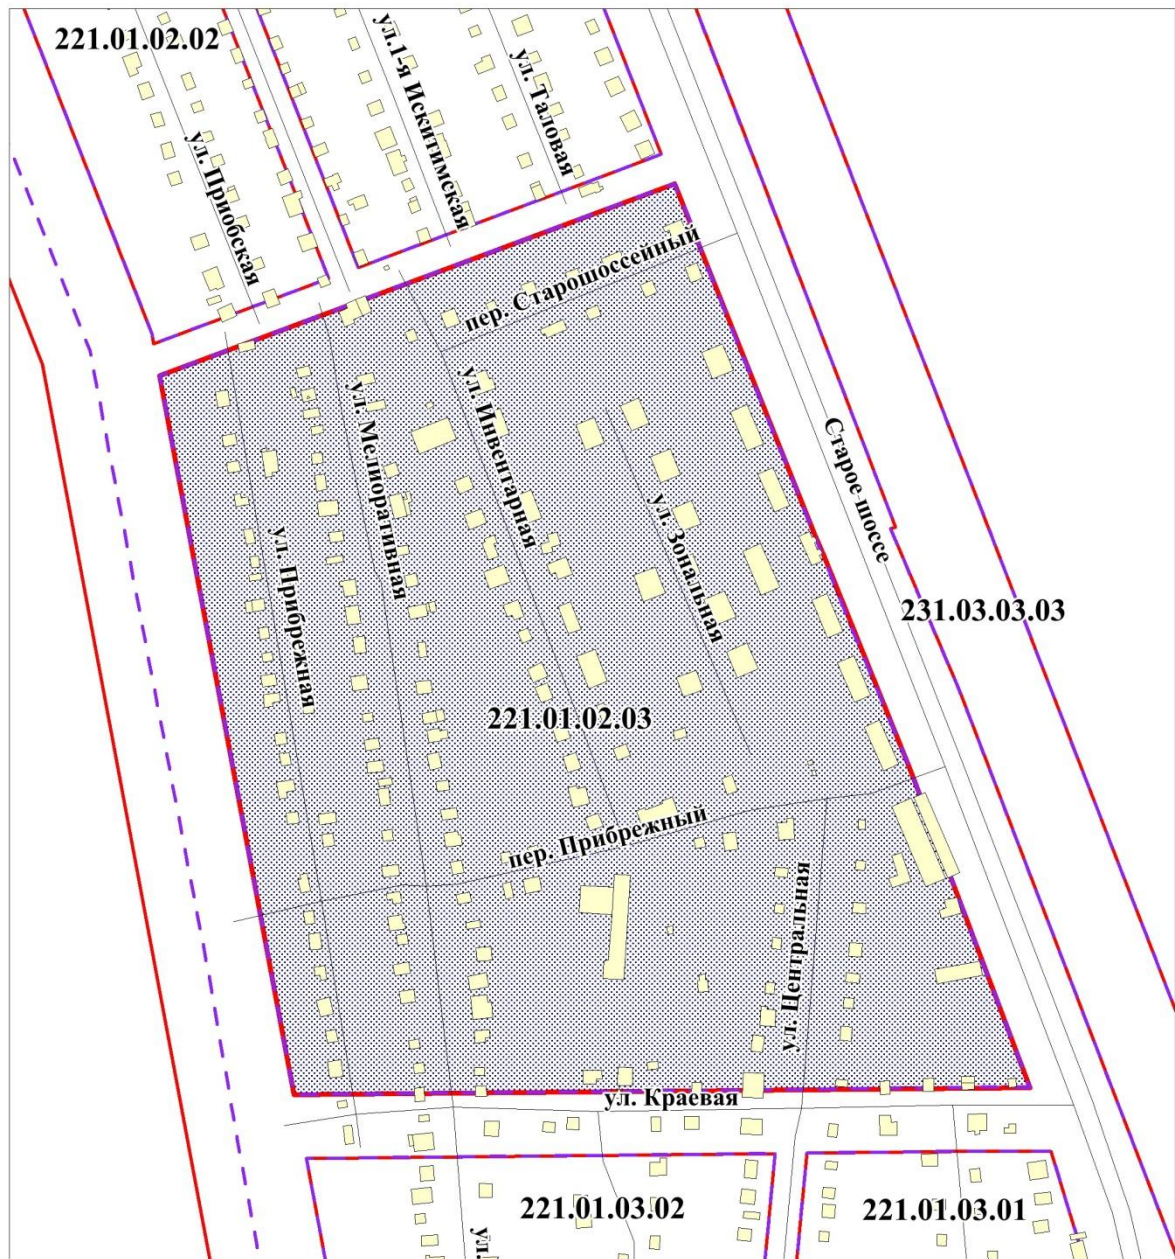 221.01.02.02
ул.1-я Искитимская
ул. Таловая
ул. Приобская
пер. Старошоссейный
ул. Инвентарная
ул. Мелиоративная
Старое шоссе
ул. Зональная
ул. Прибрежная
231.03.03.03
221.01.02.03
пер. Прибрежный
ул. Центральная
ул. Краевая
221.01.03.02
221.01.03.01
ул.